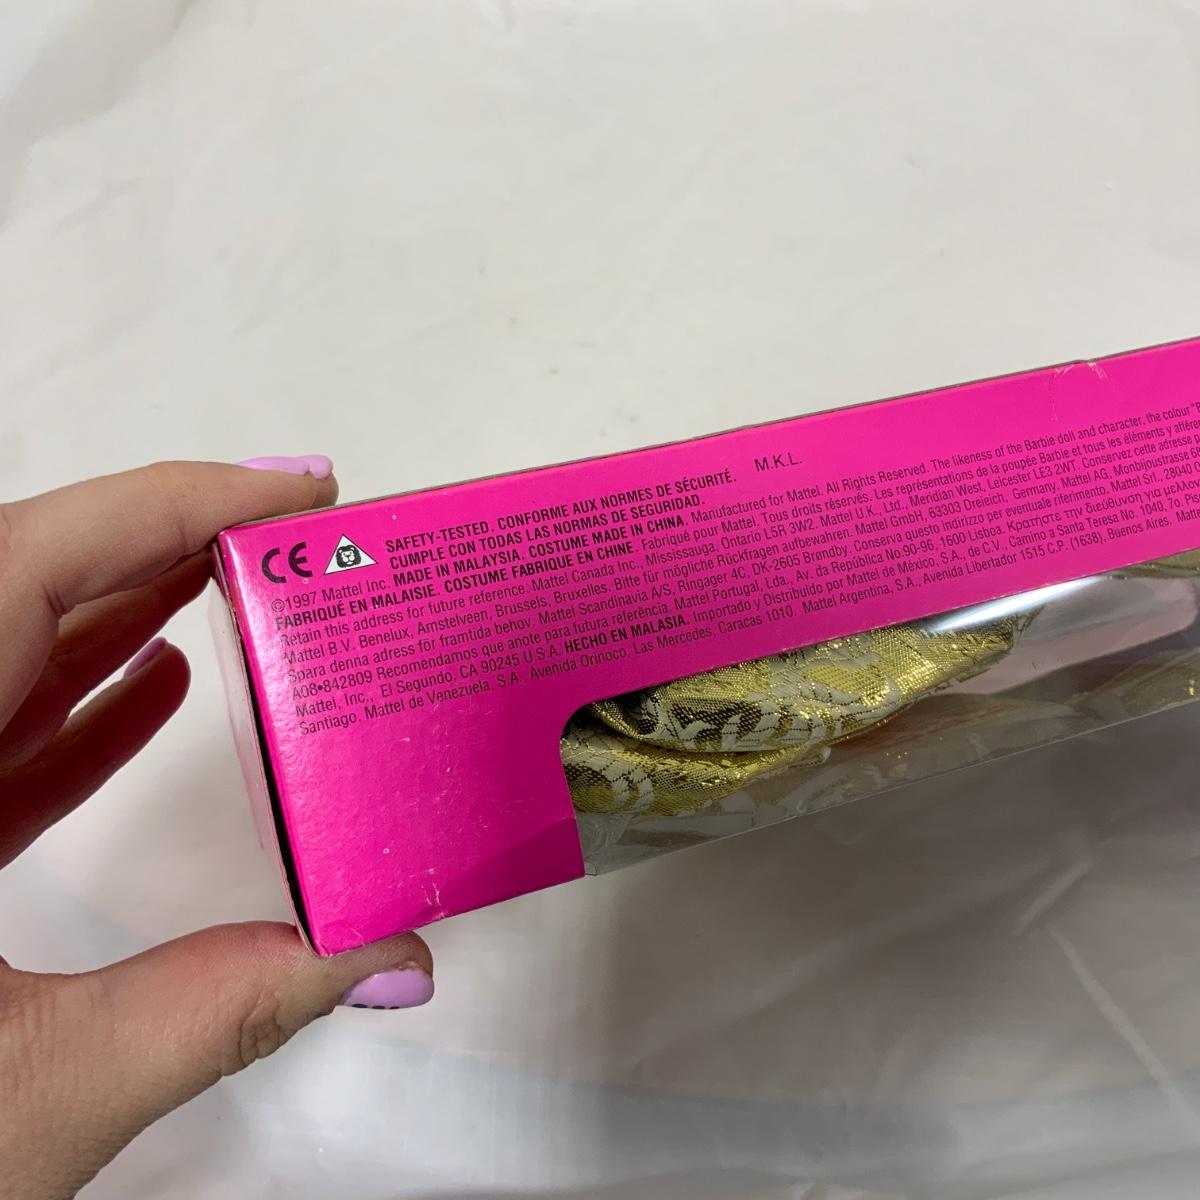 CE
SAFETY-TESTED. CONFORME AUX NORMES DE SÉCURITÉ. M.K.L.
CUMPLE CON TODAS LAS NORMAS DE SEGURIDAD.
©1997 Mattel Inc. MADE IN MALAYSIA. COSTUME MADE IN CHINA. Manufactured for Mattel. All Rights Reserved. The likeness of the Barbie doll and character, the colour "B
FABRIQUÉ EN MALAISIE. COSTUME FABRIQUE EN CHINE. Fabriqué pour Mattel. Tous droits réservés. Les représentations de la poupée Barbie et tous les éléments y
Retain this address for future reference. Mattel Canada Inc., Mississauga, Ontario L5R 3W2. Mattel U.K., Ltd., Meridian West, Leicester LE3 2WT. Conservez cette adresse
Mattel B.V. Benelux, Amstelveen, Brussels, Bruxelles. Bitte für mögliche Rückfragen aufbewahren. Mattel GmbH, 63303 Dreieich, Germany. Mattel AG, Monbijoustrasse 68
Spara denna adress för framtida behov. Mattel Scandinavia A/S, Ringager 4C, DK-2605 Brøndby. Conserva questo indirizzo per eventuale riferimento. Mattel Srl., 28040
A08•842809 Recomendamos que anote para futura referência. Mattel Portugal, Lda., Av. da República No 90-96, 1600 Lisboa. Κρατηστε την διευθυνση για
Mattel, Inc., El Segundo, CA 90245 U.S.A. HECHO EN MALASIA. Importado y Distribuido por Mattel de México, S.A., de C.V., Camino a Santa Teresa No. 1040, 7o.
Santiago. Mattel de Venezuela, S.A., Avenida Orinoco, Las Mercedes, Caracas 1010. Mattel Argentina, S.A., Avenida Libertador 1515 C.P. (1638), Buenos Aires.